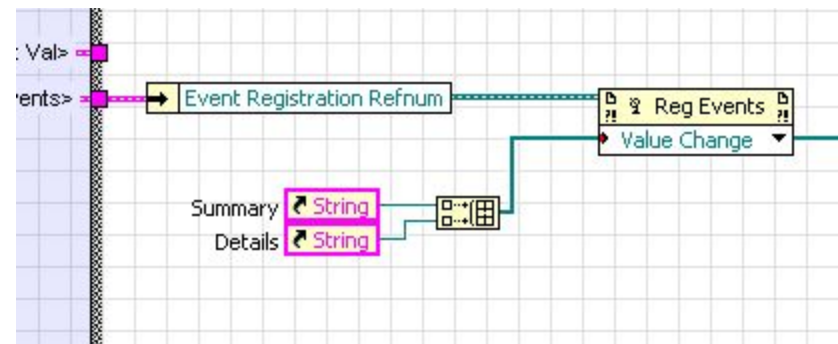 : Val>
ents>
Event Registration Refnum
Reg Events
Value Change
Summary
String
Details
String